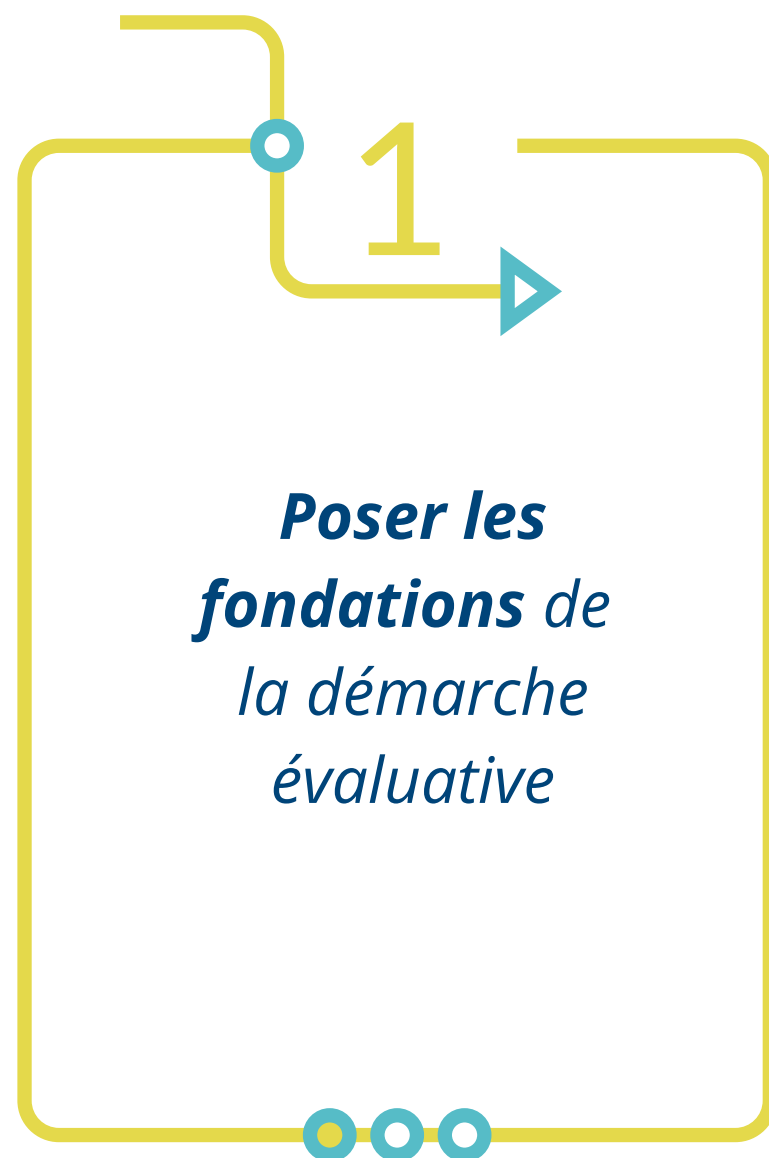 1
Poser les
fondations de
la démarche
évaluative